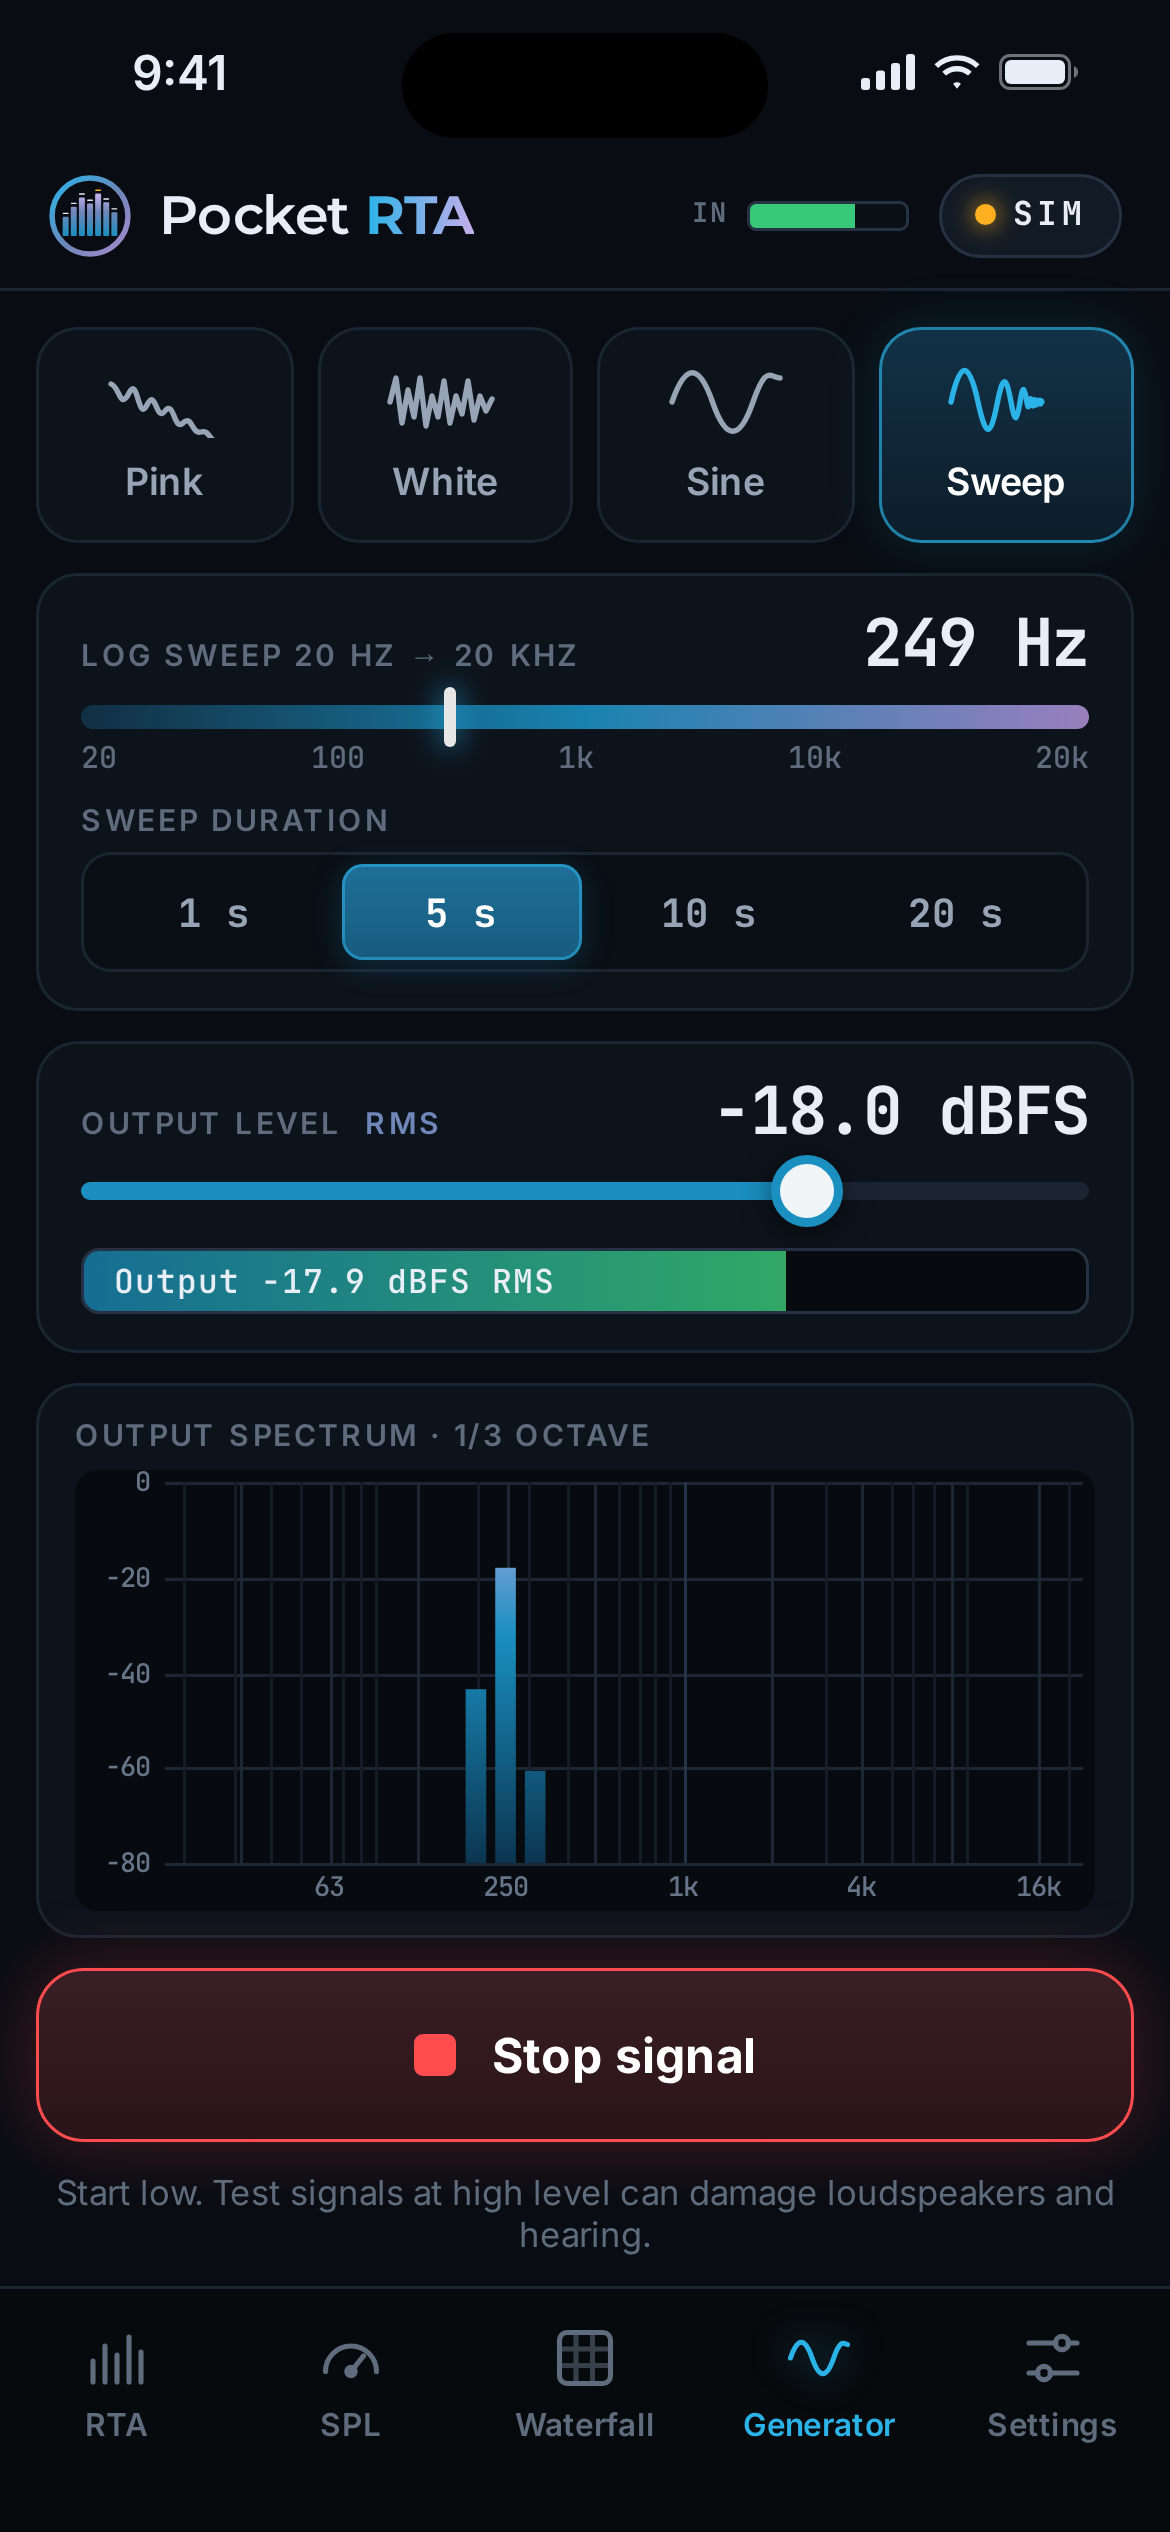 9:41
Pocket RTA
IN
SIM
Pink
White
Sine
Sweep
LOG SWEEP 20 HZ → 20 KHZ
249 Hz
20 100 1k 10k 20k
SWEEP DURATION
1 s 5 s 10 s 20 s
OUTPUT LEVEL RMS
-18.0 dBFS
Output -17.9 dBFS RMS
OUTPUT SPECTRUM · 1/3 OCTAVE
0
-20
-40
-60
-80
63 250 1k 4k 16k
Stop signal
Start low. Test signals at high level can damage loudspeakers and
hearing.
RTA SPL Waterfall Generator Settings